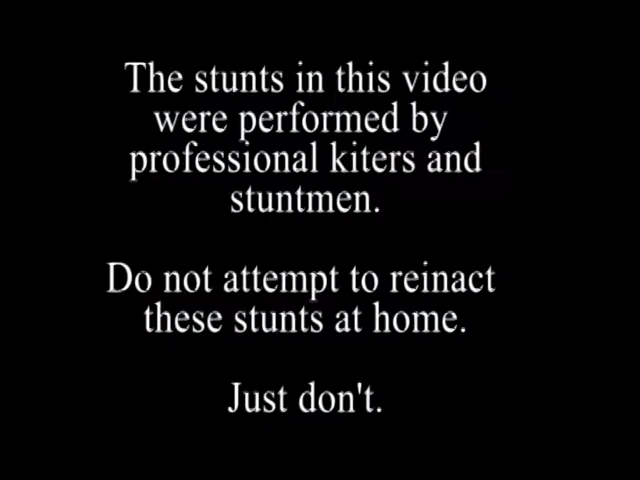 The stunts in this video
were performed by
professional kiters and
stuntmen.
Do not attempt to reinact
these stunts at home.
Just don't.